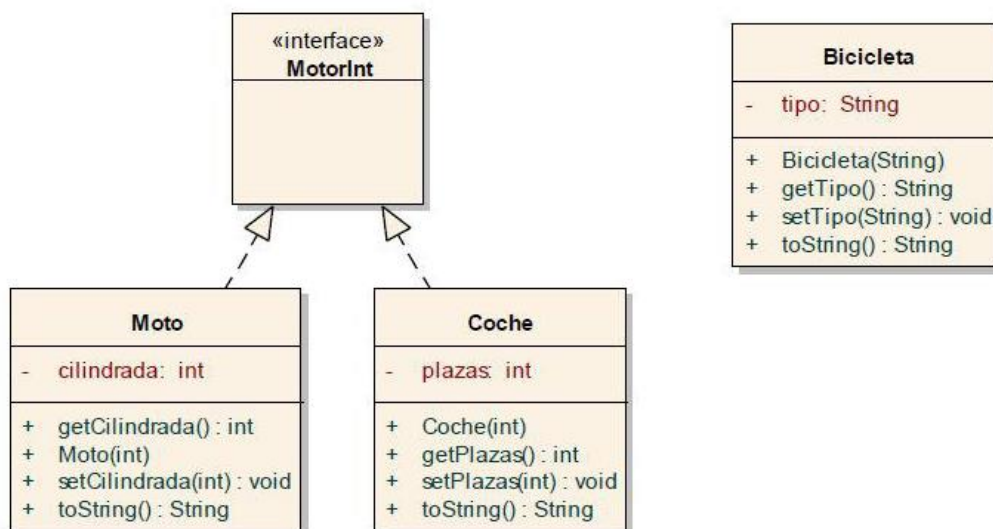 «interface»
MotorInt
Bicicleta
- tipo: String
+ Bicicleta(String)
+ getTipo() : String
+ setTipo(String) : void
+ toString() : String
Moto
- cilindrada: int
+ getCilindrada() : int
+ Moto(int)
+ setCilindrada(int) : void
+ toString() : String
Coche
- plazas: int
+ Coche(int)
+ getPlazas() : int
+ setPlazas(int) : void
+ toString() : String